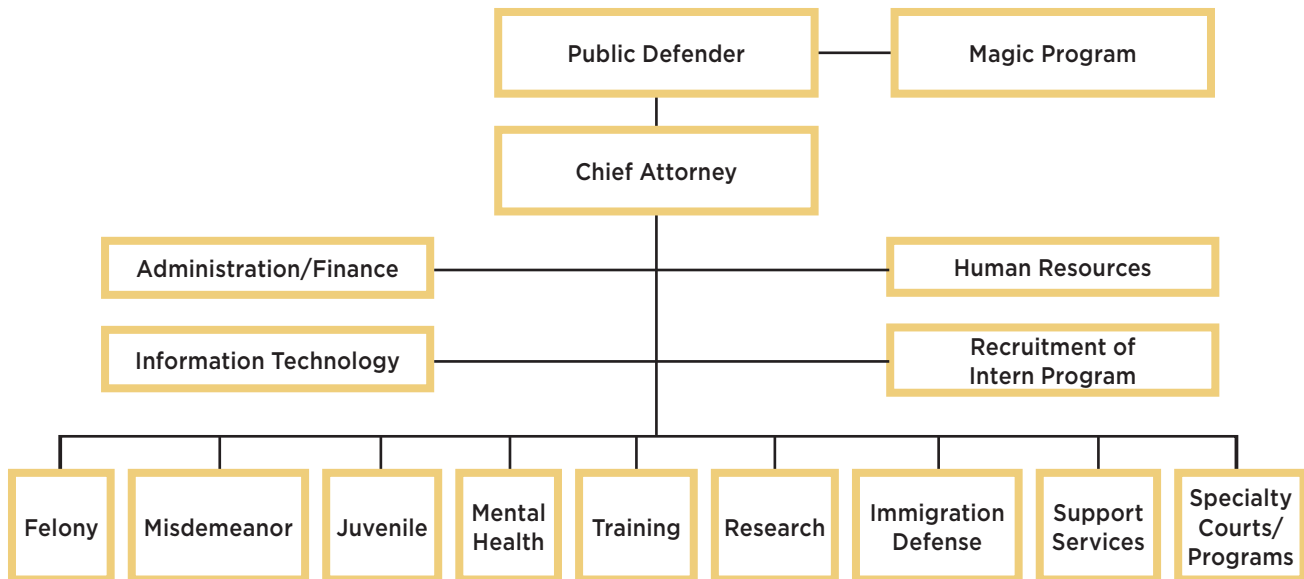 Public Defender
Magic Program
Chief Attorney
Administration/Finance
Human Resources
Information Technology
Recruitment of
Intern Program
Felony
Misdemeanor
Juvenile
Mental
Health
Training
Research
Immigration
Defense
Support
Services
Specialty
Courts/
Programs